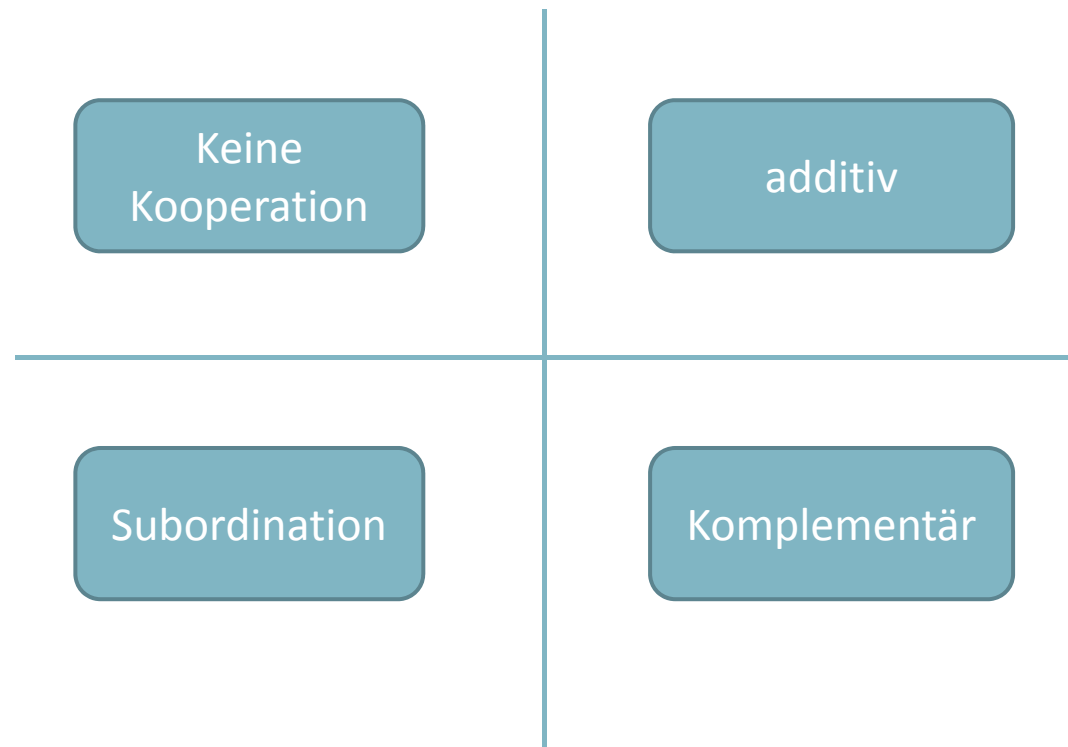 Keine
Kooperation
additiv
Subordination
Komplementär